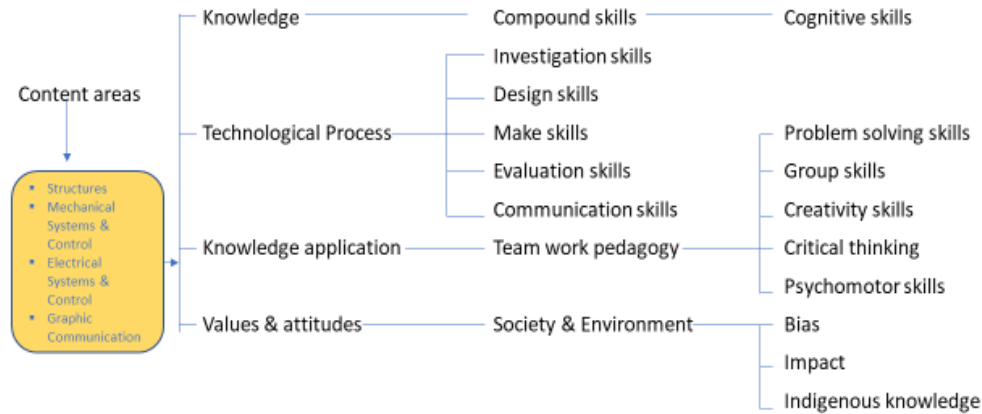 Knowledge
Compound skills
Cognitive skills
Investigation skills
Content areas
Design skills
Technological Process
Make skills
Problem solving skills
Evaluation skills
Group skills
▪ Structures
▪ Mechanical
Systems &
Control
▪ Electrical
Systems &
Control
▪ Graphic
Communication
Communication skills
Creativity skills
Knowledge application
Team work pedagogy
Critical thinking
Psychomotor skills
Values & attitudes
Society & Environment
Bias
Impact
Indigenous knowledge